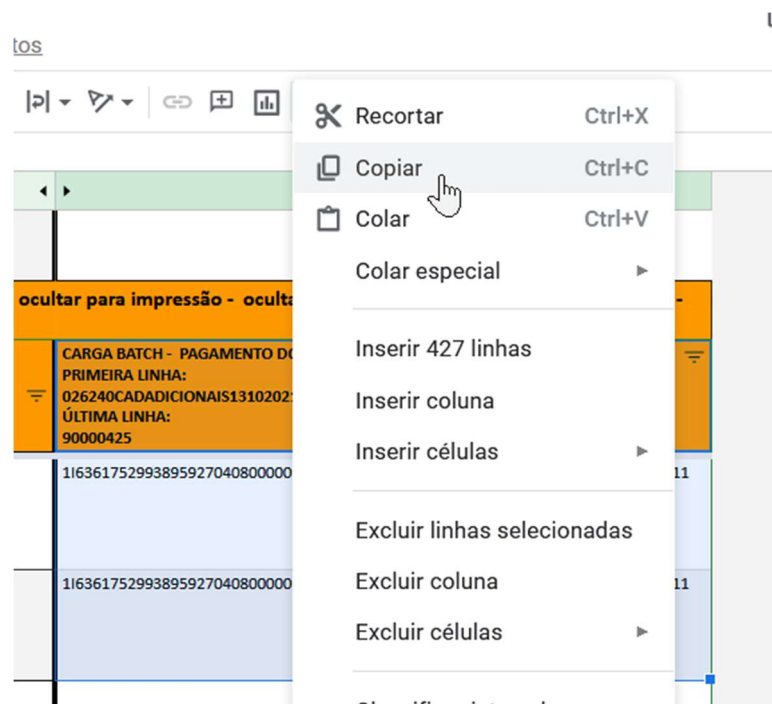 tos
Recortar Ctrl+X
Copiar Ctrl+C
Colar Ctrl+V
Colar especial
Inserir 427 linhas
Inserir coluna
Inserir células
Excluir linhas selecionadas
Excluir coluna
Excluir células
ocultar para impressão - oculta -
CARGA BATCH - PAGAMENTO DO
PRIMEIRA LINHA:
026240CADADICIONAIS1310202
ÚLTIMA LINHA:
90000425
1I6361752993895927040800000 11
1I6361752993895927040800000 11